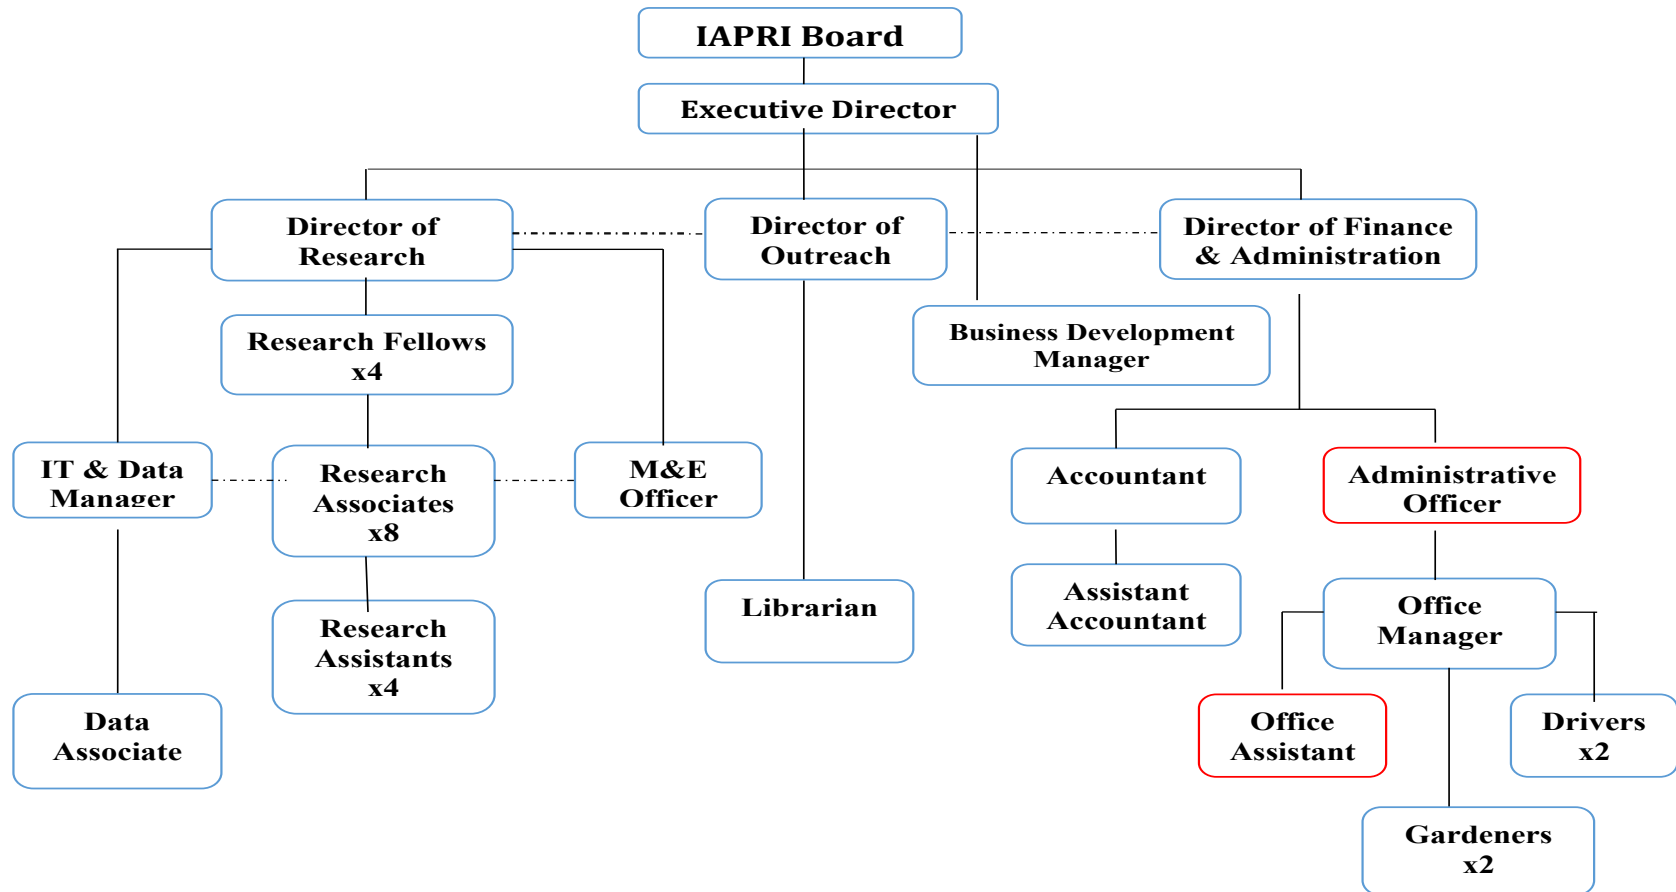 IAPRI Board
Executive Director
Director of
Research
Director of
Outreach
Director of Finance
& Administration
Research Fellows
x4
Business Development
Manager
IT & Data
Manager
Research
Associates
x8
M&E
Officer
Accountant
Administrative
Officer
Research
Assistants
x4
Librarian
Assistant
Accountant
Office
Manager
Data
Associate
Office
Assistant
Drivers
x2
Gardeners
x2